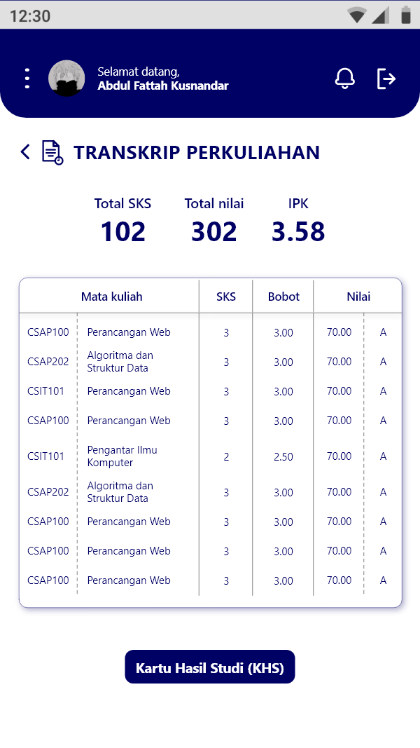 12:30
Selamat datang,
Abdul Fattah Kusnandar
TRANSKRIP PERKULIAHAN
Total SKS Total nilai IPK
102 302 3.58
Mata kuliah SKS Bobot Nilai
CSAP100 Perancangan Web 3 3.00 70.00 A
CSAP202 Algoritma dan Struktur Data 3 3.00 70.00 A
CSIT101 Perancangan Web 3 3.00 70.00 A
CSAP100 Perancangan Web 3 3.00 70.00 A
CSIT101 Pengantar Ilmu Komputer 2 2.50 70.00 A
CSAP202 Algoritma dan Struktur Data 3 3.00 70.00 A
CSAP100 Perancangan Web 3 3.00 70.00 A
CSAP100 Perancangan Web 3 3.00 70.00 A
CSAP100 Perancangan Web 3 3.00 70.00 A
Kartu Hasil Studi (KHS)